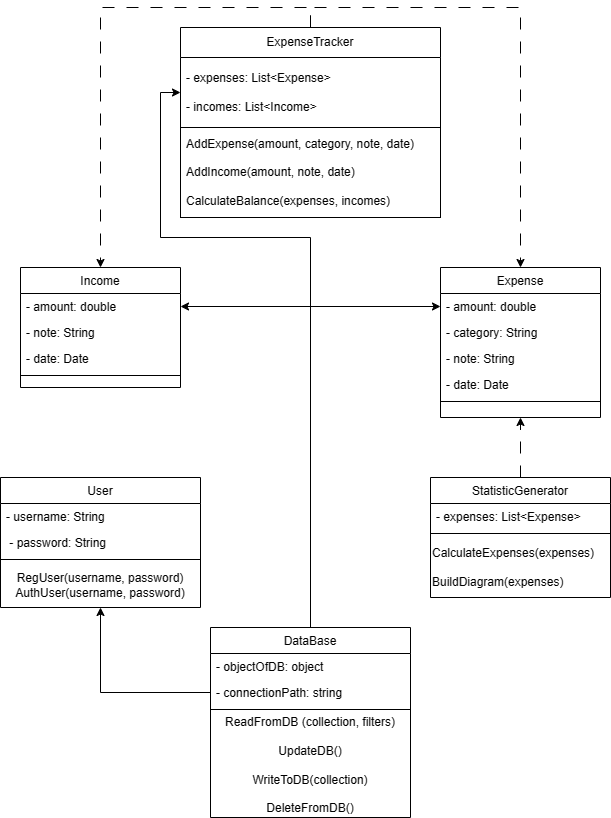 ExpenseTracker
- expenses: List<Expense>
- incomes: List<Income>
AddExpense(amount, category, note, date)
AddIncome(amount, note, date)
CalculateBalance(expenses, incomes)
Income
- amount: double
- note: String
- date: Date
Expense
- amount: double
- category: String
- note: String
- date: Date
User
- username: String
- password: String
RegUser(username, password)
AuthUser(username, password)
StatisticGenerator
- expenses: List<Expense>
CalculateExpenses(expenses)
BuildDiagram(expenses)
DataBase
- objectOfDB: object
- connectionPath: string
ReadFromDB (collection, filters)
UpdateDB()
WriteToDB(collection)
DeleteFromDB()